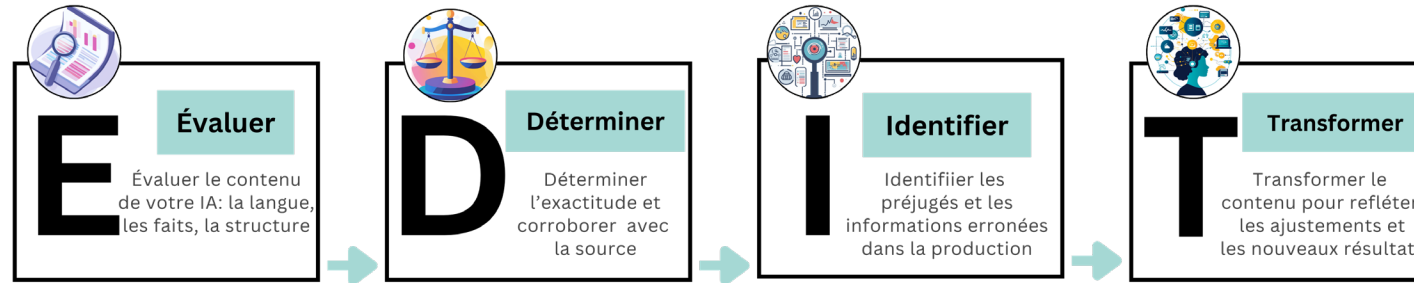 E
Évaluer
Évaluer le contenu
de votre IA: la langue,
les faits, la structure
D
Déterminer
Déterminer
l'exactitude et
corroborer avec
la source
I
Identifier
Identifiier les
préjugés et les
informations erronées
dans la production
T
Transformer
Transformer le
contenu pour refléter
les ajustements et
les nouveaux résultat